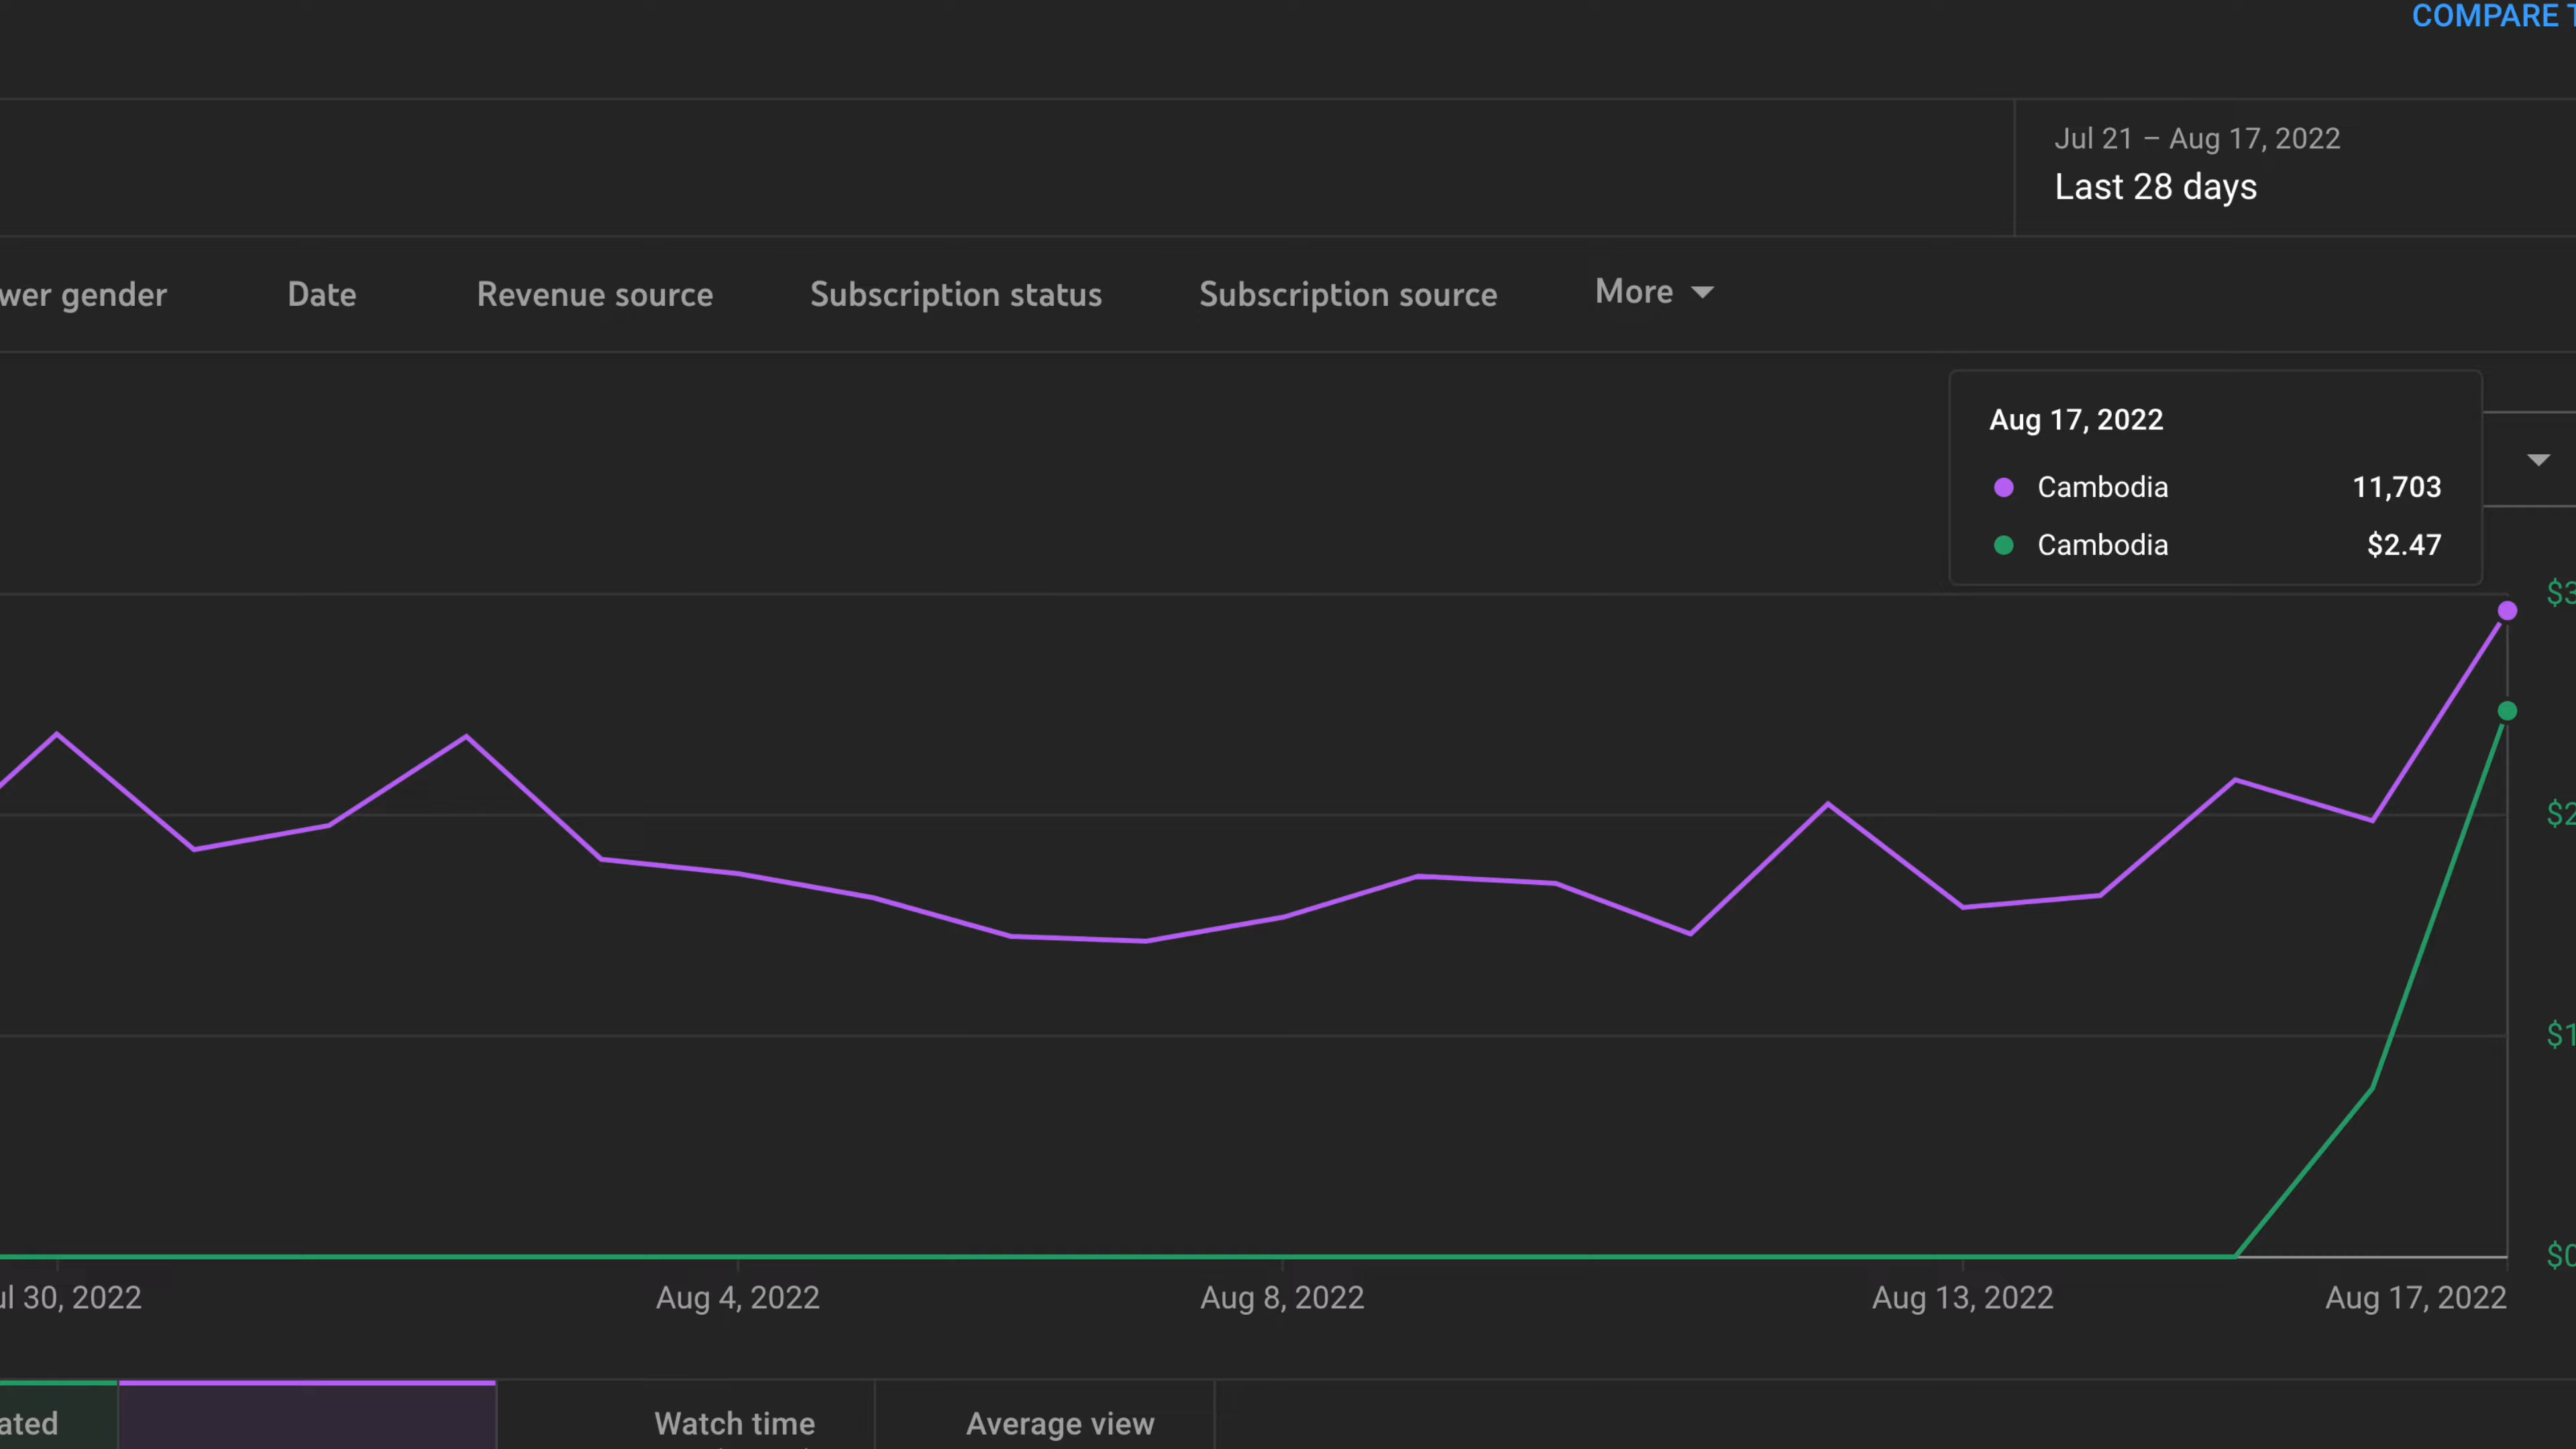 COMPARE T
Jul 21 – Aug 17, 2022
Last 28 days
wer gender Date Revenue source Subscription status Subscription source More
Aug 17, 2022
Cambodia 11,703
Cambodia $2.47
$3
$2
$1
$0
ul 30, 2022 Aug 4, 2022 Aug 8, 2022 Aug 13, 2022 Aug 17, 2022
ated Watch time Average view